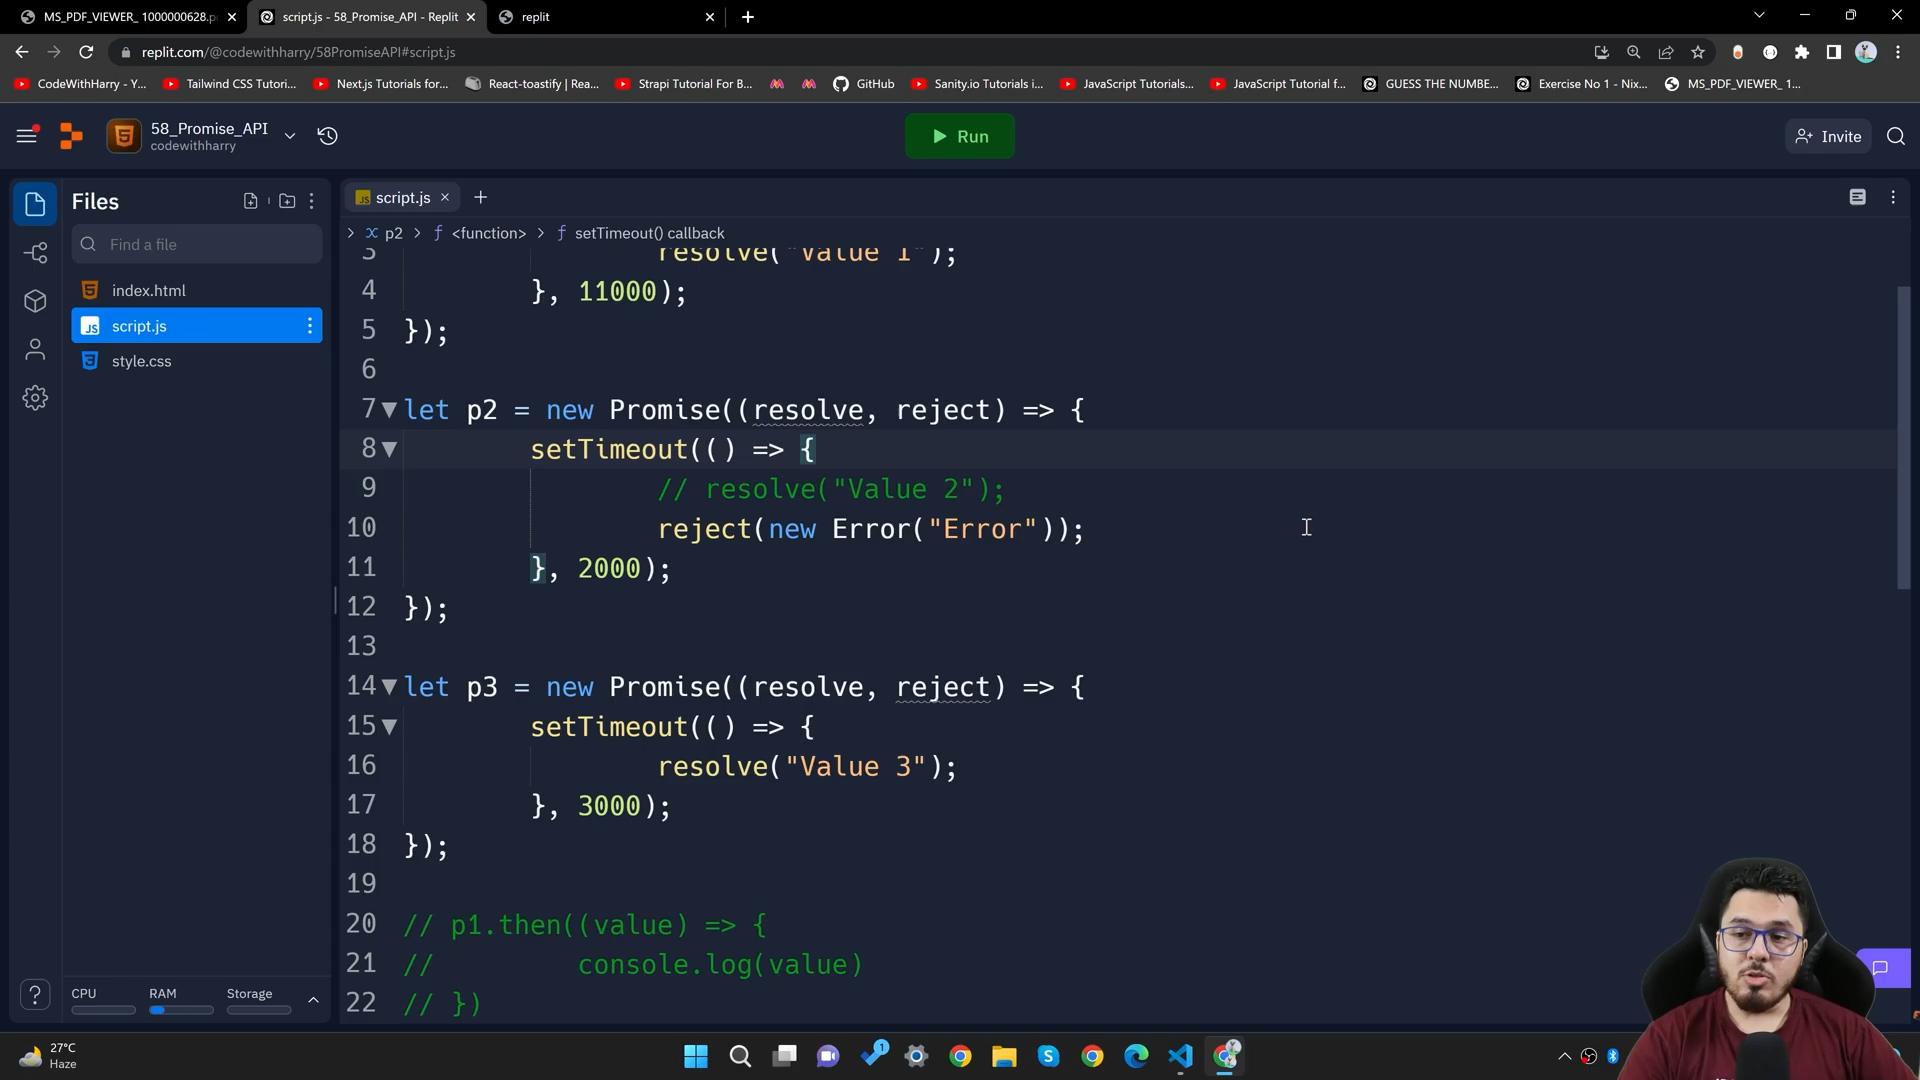 MS_PDF_VIEWER_ 1000000628.p
script.js - 58_Promise_API - Replit
replit
replit.com/@codewithharry/58PromiseAPI#script.js
CodeWithHarry - Y...
Tailwind CSS Tutori...
Next.js Tutorials for...
React-toastify | Rea...
Strapi Tutorial For B...
GitHub
Sanity.io Tutorials i...
JavaScript Tutorials...
JavaScript Tutorial f...
GUESS THE NUMBE...
Exercise No 1 - Nix...
MS_PDF_VIEWER_ 1...
58_Promise_API
codewithharry
Run
Invite
Files
Find a file
index.html
script.js
style.css
script.js
p2 > f <function> > f setTimeout() callback
3 resolve("Value 1");
4 }, 11000);
5 });
6
7 let p2 = new Promise((resolve, reject) => {
8 setTimeout(() => {
9 // resolve("Value 2");
10 reject(new Error("Error"));
11 }, 2000);
12 });
13
14 let p3 = new Promise((resolve, reject) => {
15 setTimeout(() => {
16 resolve("Value 3");
17 }, 3000);
18 });
19
20 // p1.then((value) => {
21 // console.log(value)
22 // })
CPU
RAM
Storage
27°C
Haze
1